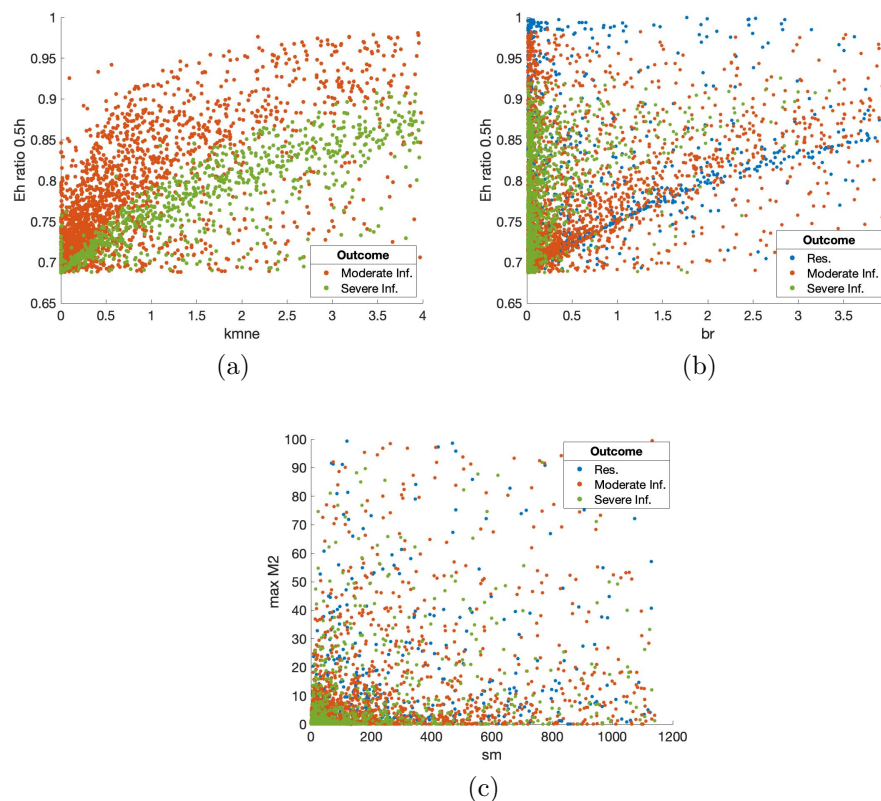 1
0.95
0.9
0.85
0.8
0.75
0.7
0.65
Eh ratio 0.5h
0 0.5 1 1.5 2 2.5 3 3.5 4
kmne
Outcome
Moderate Inf.
Severe Inf.
(a)
1
0.95
0.9
0.85
0.8
0.75
0.7
0.65
Eh ratio 0.5h
0 0.5 1 1.5 2 2.5 3 3.5
br
Outcome
Res.
Moderate Inf.
Severe Inf.
(b)
100
90
80
70
60
50
40
30
20
10
0
max M2
0 200 400 600 800 1000 1200
sm
Outcome
Res.
Moderate Inf.
Severe Inf.
(c)